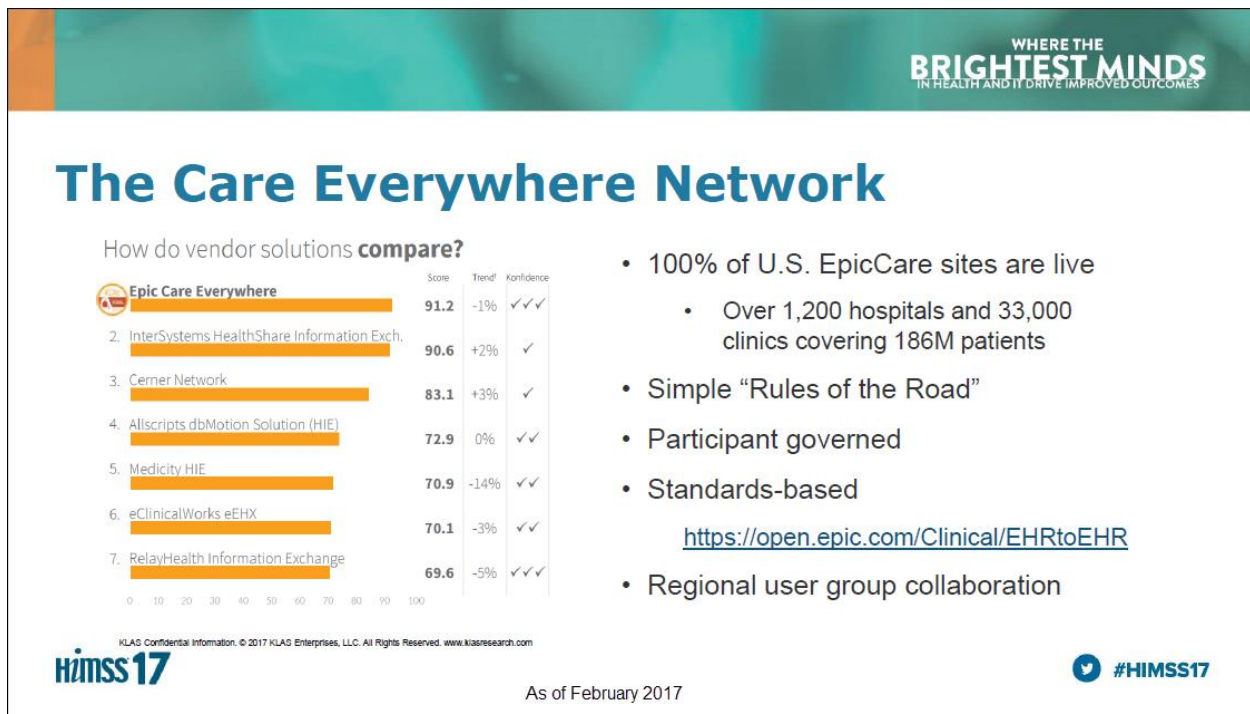 WHERE THE
BRIGHTEST MINDS
IN HEALTH AND IT DRIVE IMPROVED OUTCOMES
The Care Everywhere Network
How do vendor solutions compare?
Score Trend† Konfidence
Epic Care Everywhere
91.2 -1% ✓✓✓
2. InterSystems HealthShare Information Exch.
90.6 +2% ✓
3. Cerner Network
83.1 +3% ✓
4. Allscripts dbMotion Solution (HIE)
72.9 0% ✓✓
5. Medicity HIE
70.9 -14% ✓✓
6. eClinicalWorks eEHX
70.1 -3% ✓✓
7. RelayHealth Information Exchange
69.6 -5% ✓✓✓
0 10 20 30 40 50 60 70 80 90 100
KLAS Confidential Information. © 2017 KLAS Enterprises, LLC. All Rights Reserved. www.klasresearch.com
• 100% of U.S. EpicCare sites are live
• Over 1,200 hospitals and 33,000
clinics covering 186M patients
• Simple “Rules of the Road”
• Participant governed
• Standards-based
https://open.epic.com/Clinical/EHRtoEHR
• Regional user group collaboration
HIMSS17
As of February 2017
#HIMSS17